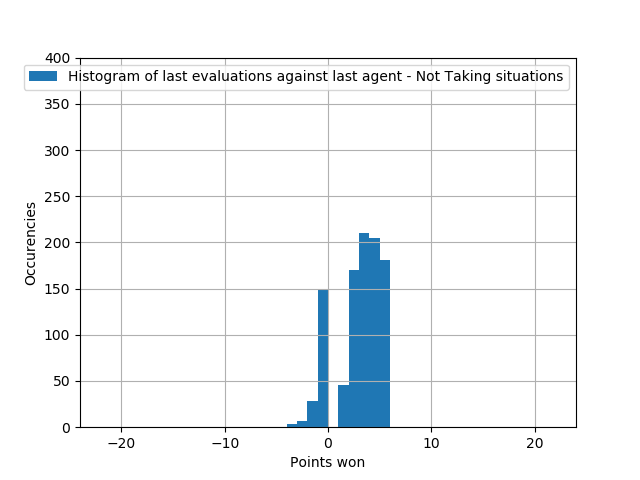 Histogram of last evaluations against last agent - Not Taking situations
400
350
300
250
200
150
100
50
0
Occurencies
−20 −10 0 10 20
Points won